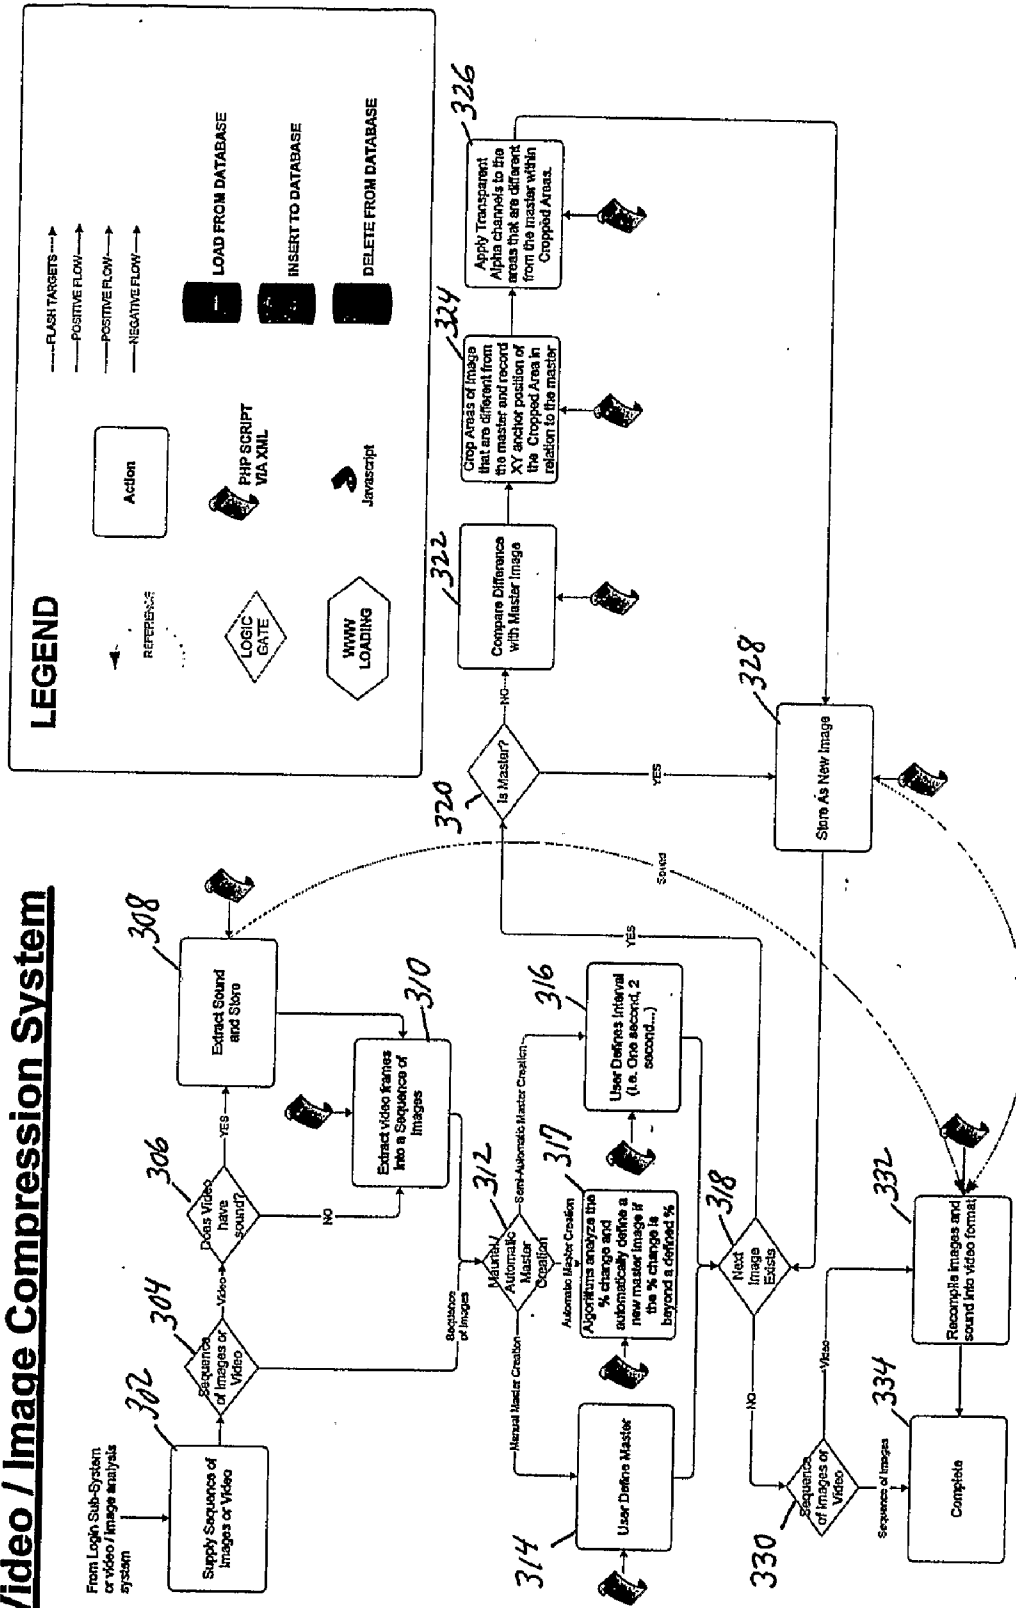 Video / Image Compression System
LEGEND
REFERENCE
Action
FLASH TARGETS
POSITIVE FLOW
POSITIVE FLOW
NEGATIVE FLOW
LOGIC
GATE
PHP SCRIPT
VIA XML
LOAD FROM DATABASE
INSERT TO DATABASE
WWW
LOADING
Javascript
DELETE FROM DATABASE
From Login Sub-System
or video / image analysis
system
302
Supply Sequence of
Images or Video
304
Sequence
of Images or
Video
Video
306
Does Video
have
sound?
YES
NO
308
Extract Sound
and Store
310
Extract video frames
into a Sequence of
Images
Sequence
of Images
312
Automatic
Master
Creation
Manual Master Creation
Automatic Master Creation
Semi-Automatic Master Creation
314
User Define Master
317
Algorithms analyze the
% change and
automatically define a
new master image if
the % change is
beyond a defined %
316
User Defines Interval
(i.e. One second, 2
second...)
318
Next
Image
Exists
YES
NO
320
Is Master?
NO
YES
322
Compare Difference
with Master Image
324
Crop Areas of Image
that are different from
the master and record
XY anchor position of
the Cropped Area in
relation to the master
326
Apply Transparent
Alpha channels to the
areas that are different
from the master within
Cropped Areas.
328
Store As New Image
Sound
330
Sequence
of Images or
Video
Video
Sequence of Images
332
Recompile images and
sound into video format
334
Complete